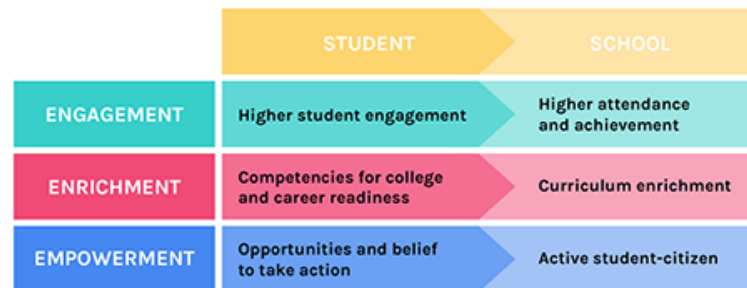 STUDENT
SCHOOL
ENGAGEMENT
Higher student engagement
Higher attendance
and achievement
ENRICHMENT
Competencies for college
and career readiness
Curriculum enrichment
EMPOWERMENT
Opportunities and belief
to take action
Active student-citizen